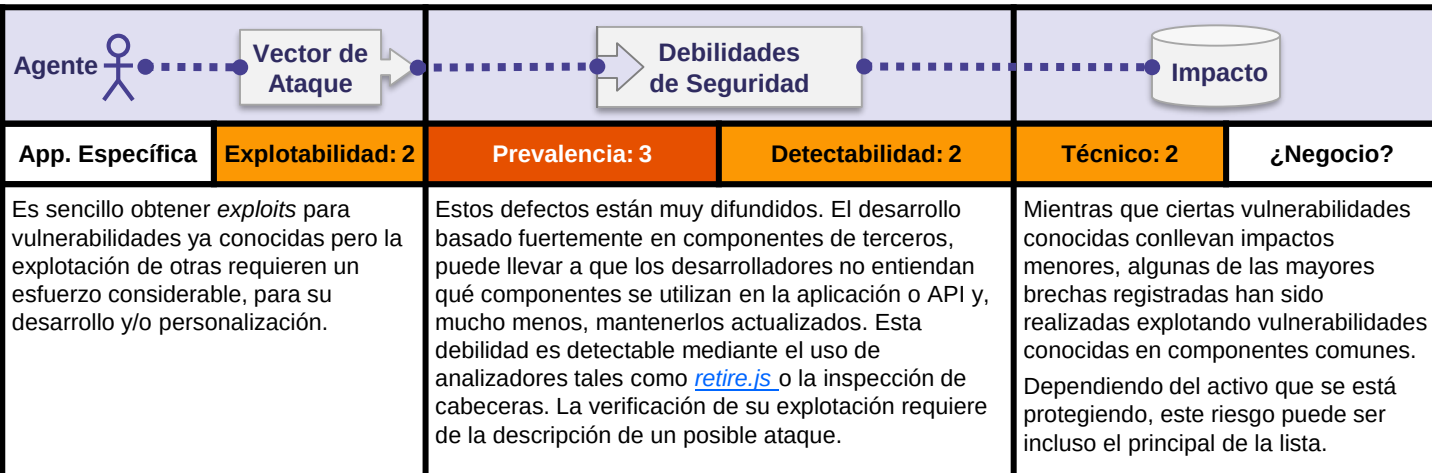 Agente
Vector de
Ataque
Debilidades
de Seguridad
Impacto
App. Específica
Explotabilidad: 2
Prevalencia: 3
Detectabilidad: 2
Técnico: 2
¿Negocio?
Es sencillo obtener exploits para
vulnerabilidades ya conocidas pero la
explotación de otras requieren un
esfuerzo considerable, para su
desarrollo y/o personalización.
Estos defectos están muy difundidos. El desarrollo
basado fuertemente en componentes de terceros,
puede llevar a que los desarrolladores no entiendan
qué componentes se utilizan en la aplicación o API y,
mucho menos, mantenerlos actualizados. Esta
debilidad es detectable mediante el uso de
analizadores tales como retire.js o la inspección de
cabeceras. La verificación de su explotación requiere
de la descripción de un posible ataque.
Mientras que ciertas vulnerabilidades
conocidas conllevan impactos
menores, algunas de las mayores
brechas registradas han sido
realizadas explotando vulnerabilidades
conocidas en componentes comunes.
Dependiendo del activo que se está
protegiendo, este riesgo puede ser
incluso el principal de la lista.